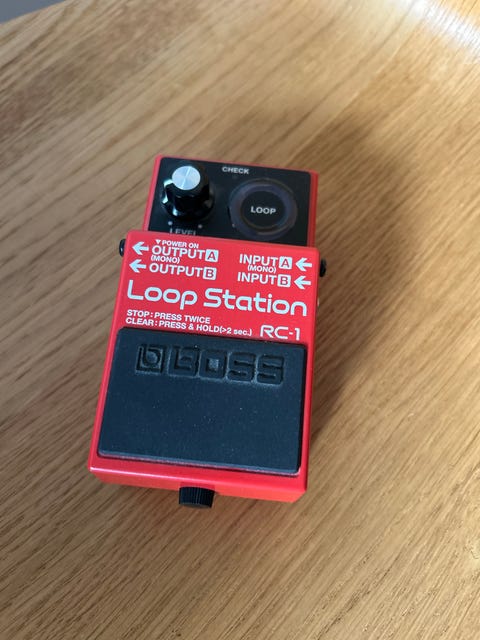 CHECK
LOOP
LEVEL
▼POWER ON
OUTPUT A
(MONO)
OUTPUT B
INPUT A
(MONO)
INPUT B
Loop Station
STOP : PRESS TWICE
CLEAR : PRESS & HOLD(>2 sec.)
RC-1
BOSS